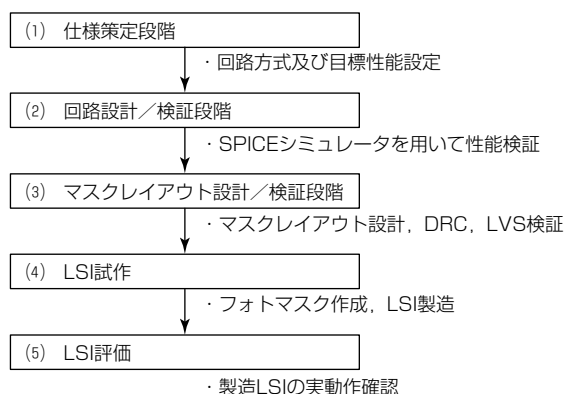 (1) 仕様策定段階
・回路方式及び目標性能設定
(2) 回路設計／検証段階
・SPICEシミュレータを用いて性能検証
(3) マスクレイアウト設計／検証段階
・マスクレイアウト設計，DRC，LVS検証
(4) LSI試作
・フォトマスク作成，LSI製造
(5) LSI評価
・製造LSIの実動作確認